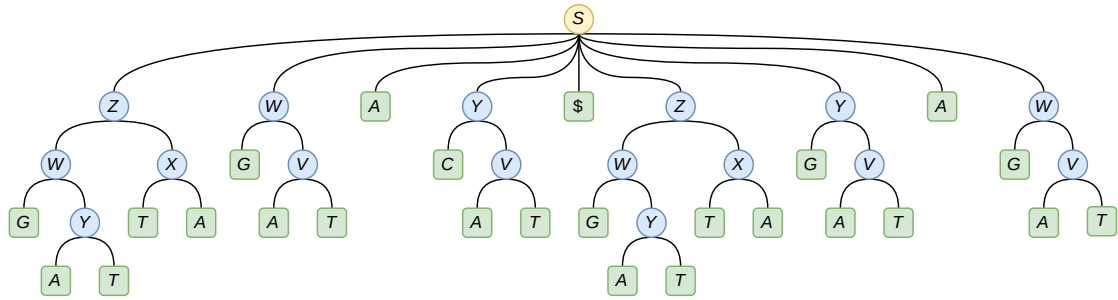 S
Z W A Y $ Z Y A W
W X G V C V W X G V G V
G Y T A A T A T G Y T A A T A T
A T A T